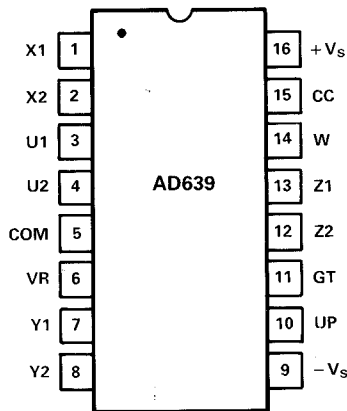 X1 1 16 +VS
X2 2 15 CC
U1 3 14 W
U2 4 AD639 13 Z1
COM 5 12 Z2
VR 6 11 GT
Y1 7 10 UP
Y2 8 9 −VS